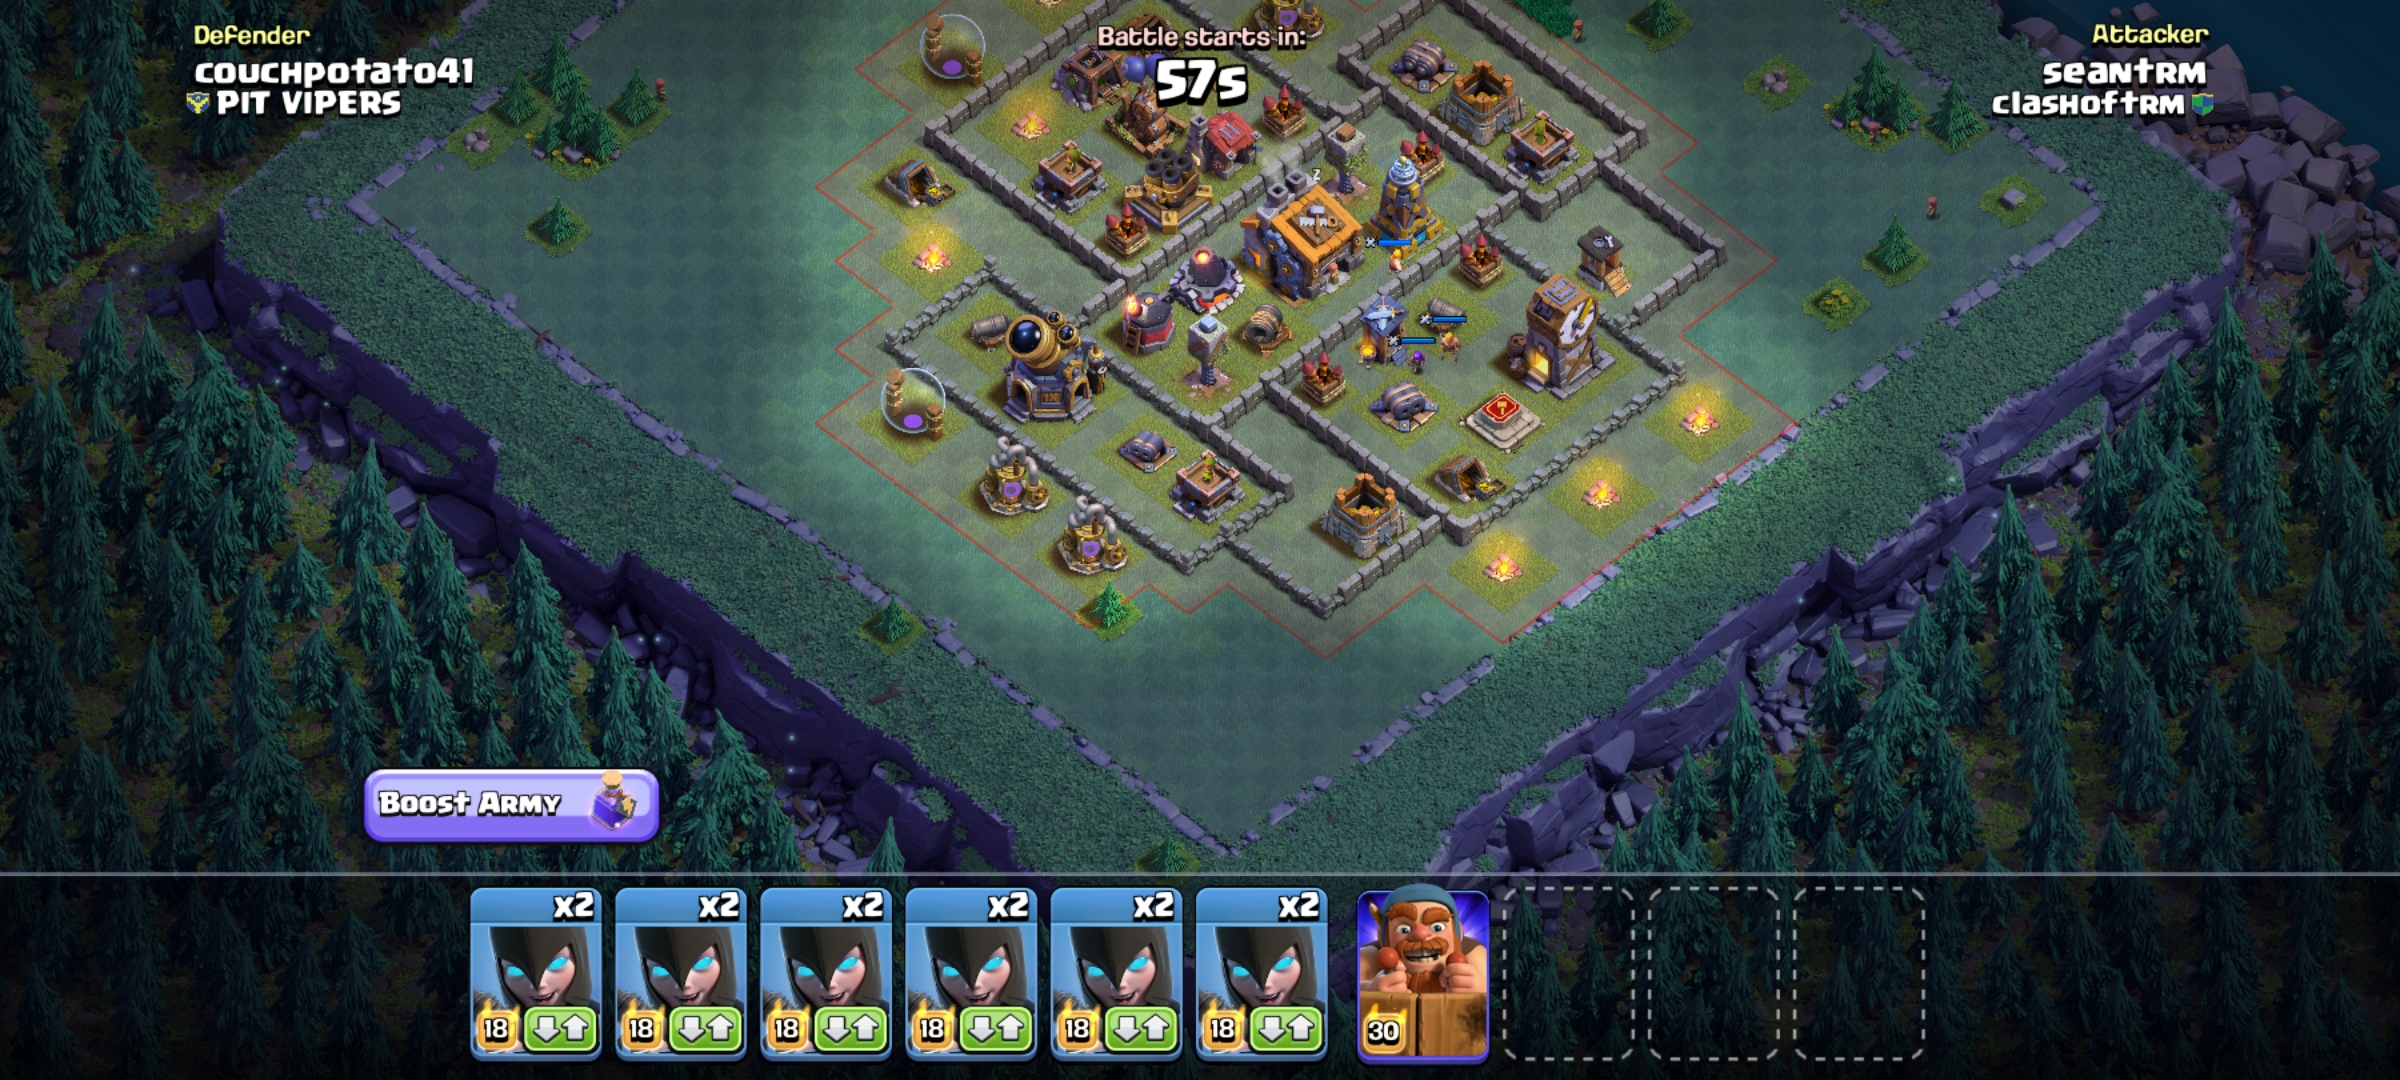 Defender
couchpotato41
PIT VIPERS
Battle starts in:
57s
Attacker
seantrm
clashoftrm
z
Boost Army
x2
x2
x2
x2
x2
x2
18
18
18
18
18
18
30